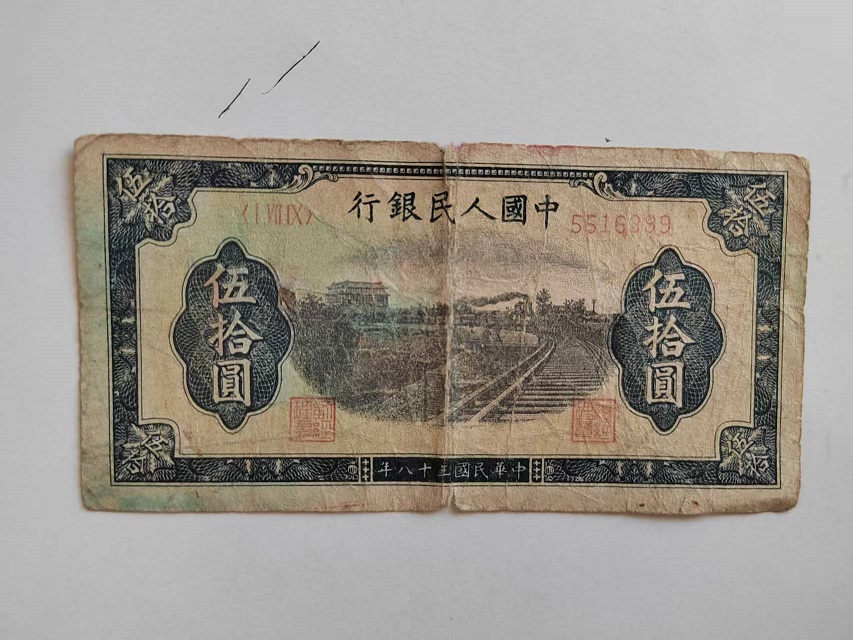 行銀民人國中
〈I VIII IX〉
5516399
伍拾
伍拾
伍拾圓
伍拾圓
伍拾
伍拾
年八十三國民華中